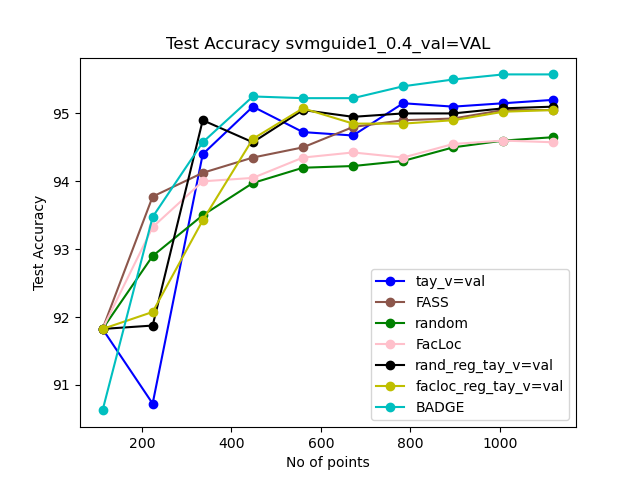 Test Accuracy svmguide1_0.4_val=VAL
Test Accuracy
95
94
93
92
91
tay_v=val
FASS
random
FacLoc
rand_reg_tay_v=val
facloc_reg_tay_v=val
BADGE
200 400 600 800 1000
No of points